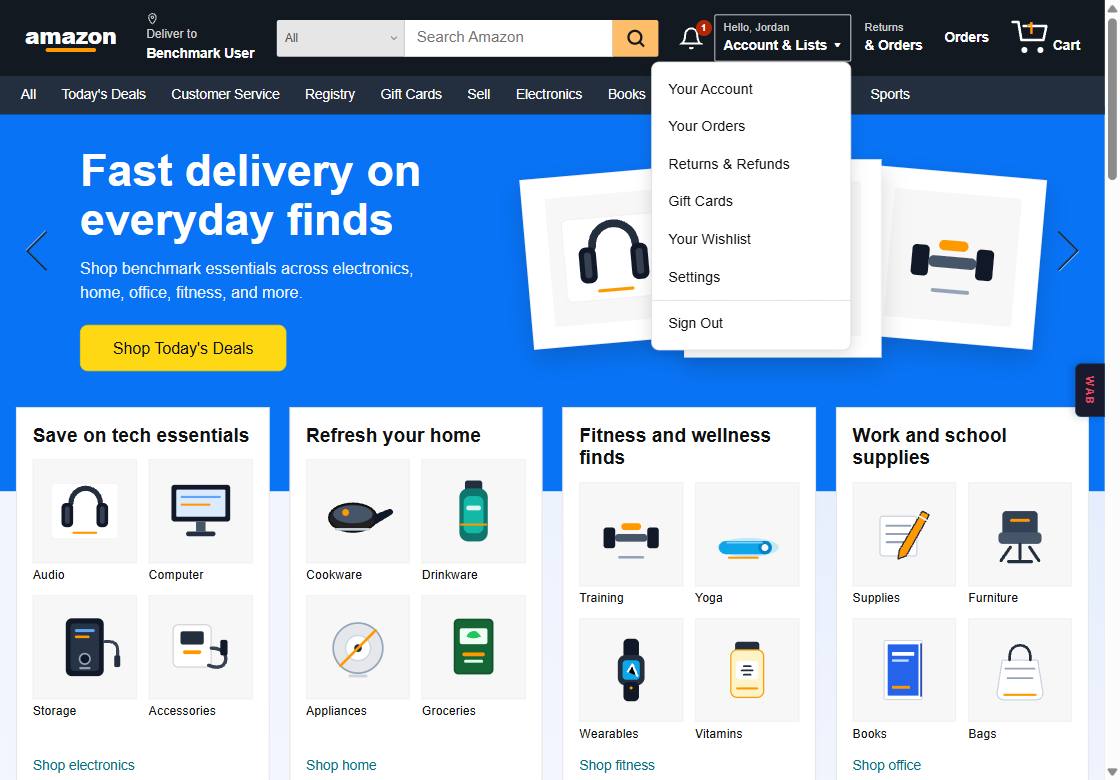 amazon
Deliver to
Benchmark User
All
Search Amazon
1
Hello, Jordan
Account & Lists
Returns
& Orders
Orders
1
Cart
All
Today's Deals
Customer Service
Registry
Gift Cards
Sell
Electronics
Books
Sports
Your Account
Your Orders
Returns & Refunds
Gift Cards
Your Wishlist
Settings
Sign Out
Fast delivery on
everyday finds
Shop benchmark essentials across electronics,
home, office, fitness, and more.
Shop Today's Deals
WAB
Save on tech essentials
Audio
Computer
Storage
Accessories
Shop electronics
Refresh your home
Cookware
Drinkware
Appliances
Groceries
Shop home
Fitness and wellness
finds
Training
Yoga
Wearables
Vitamins
Shop fitness
Work and school
supplies
Supplies
Furniture
Books
Bags
Shop office